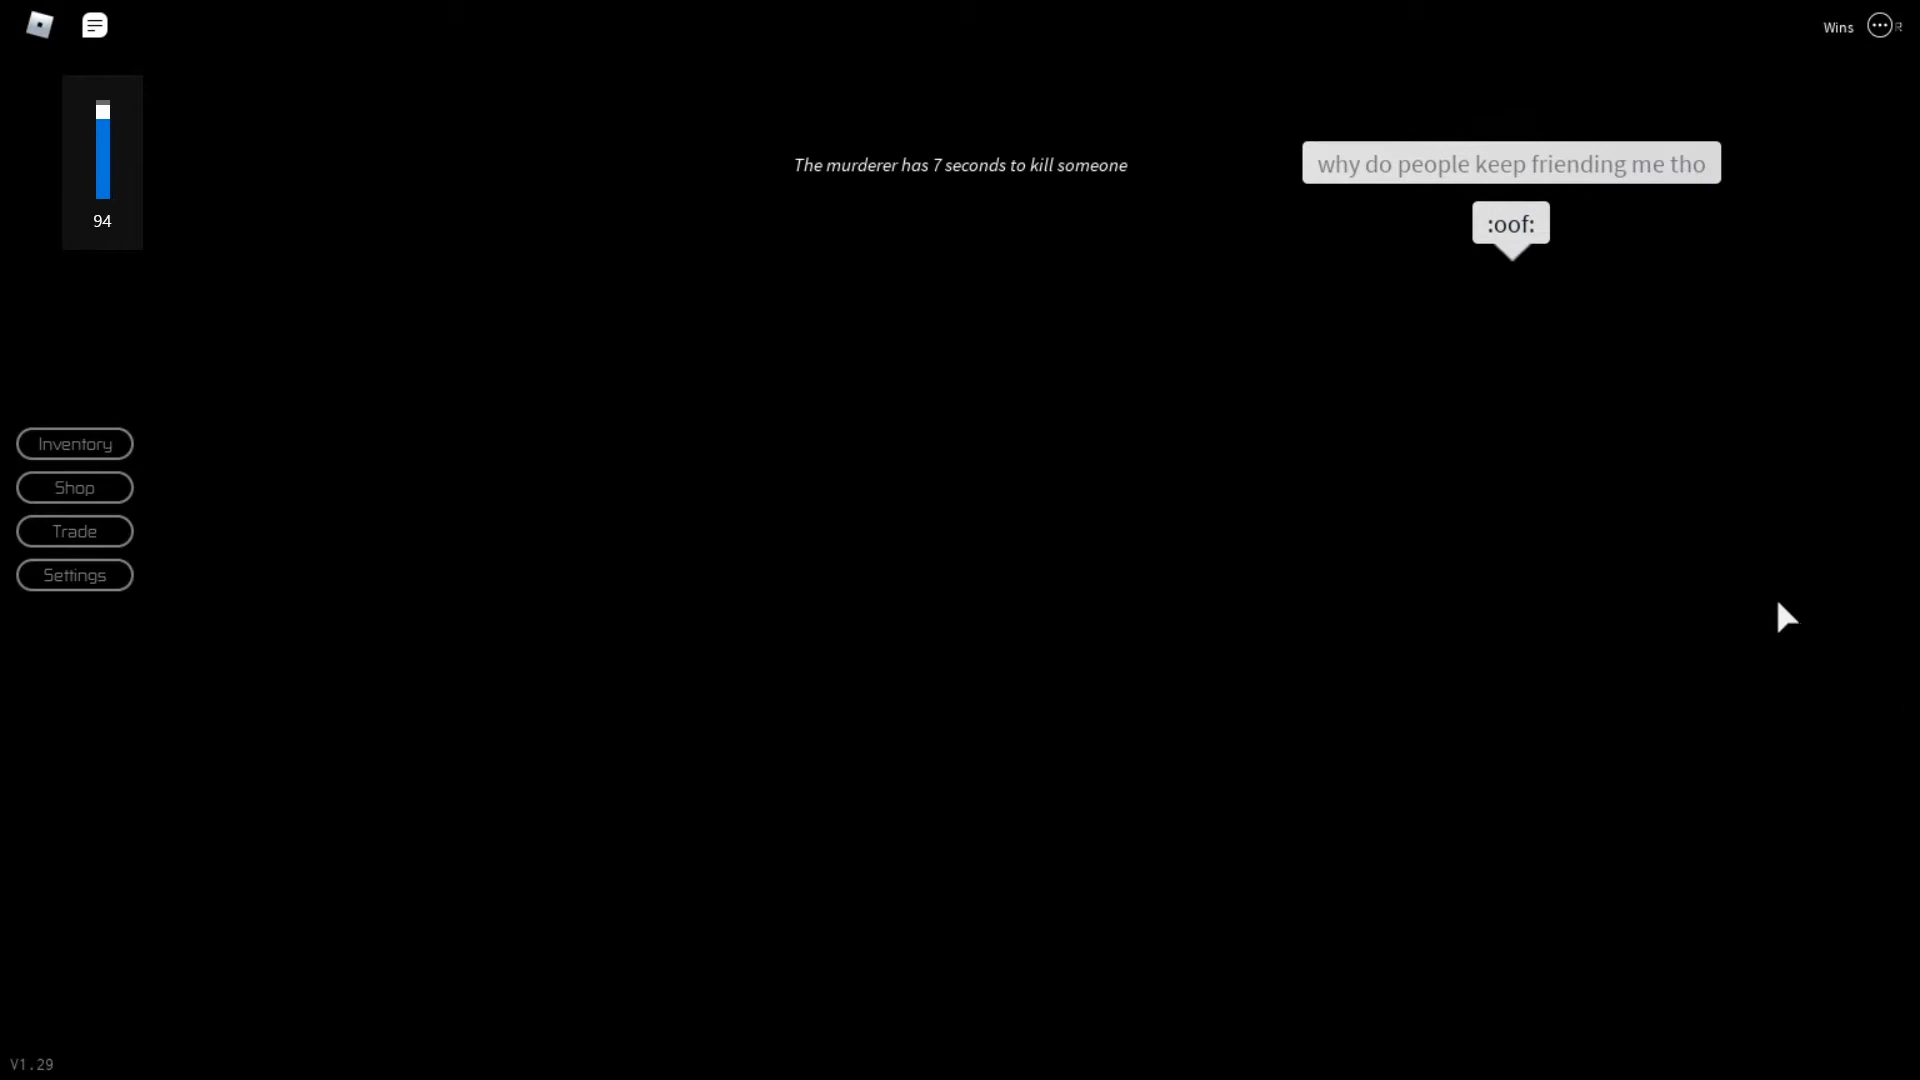 Wins
R
94
The murderer has 7 seconds to kill someone
why do people keep friending me tho
:oof:
Inventory
Shop
Trade
Settings
V1.29